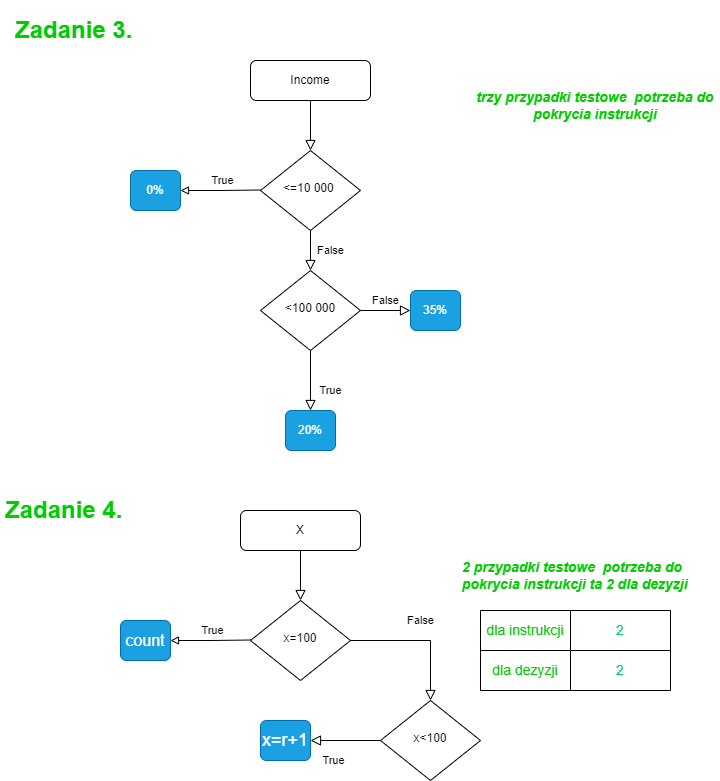 Zadanie 3.
Income
trzy przypadki testowe potrzeba do
pokrycia instrukcji
True
0%
<=10 000
False
<100 000
False
35%
True
20%
Zadanie 4.
X
2 przypadki testowe potrzeba do
pokrycia instrukcji ta 2 dla dezyzji
False
True
count
x=100
dla instrukcji 2
dla dezyzji 2
x=r+1
True
x<100